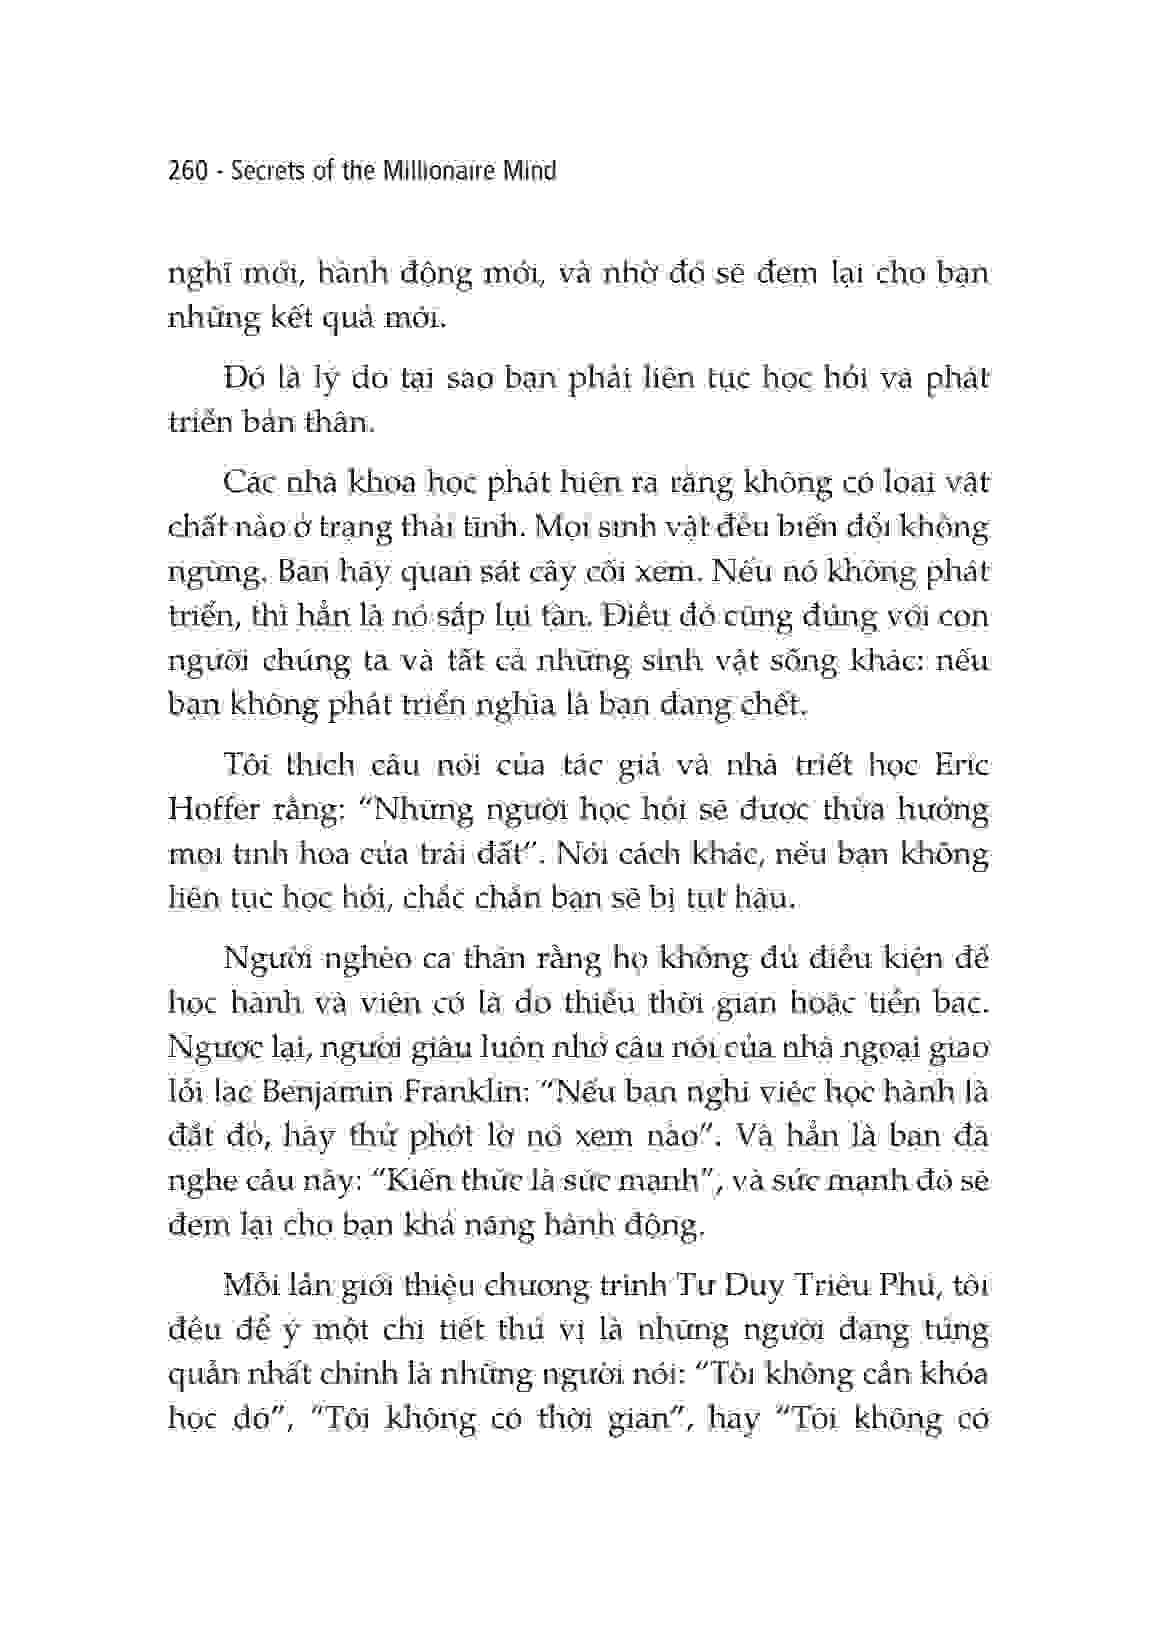 260 - Secrets of the Millionaire Mind
nghĩ mới, hành động mới, và nhờ đó sẽ đem lại cho bạn
những kết quả mới.
Đó là lý do tại sao bạn phải liên tục học hỏi và phát
triển bản thân.
Các nhà khoa học phát hiện ra rằng không có loại vật
chất nào ở trạng thái tĩnh. Mọi sinh vật đều biến đổi không
ngừng. Bạn hãy quan sát cây cối xem. Nếu nó không phát
triển, thì hẳn là nó sắp lụi tàn. Điều đó cũng đúng với con
người chúng ta và tất cả những sinh vật sống khác: nếu
bạn không phát triển nghĩa là bạn đang chết.
Tôi thích câu nói của tác giả và nhà triết học Eric
Hoffer rằng: “Những người học hỏi sẽ được thừa hưởng
mọi tinh hoa của trái đất”. Nói cách khác, nếu bạn không
liên tục học hỏi, chắc chắn bạn sẽ bị tụt hậu.
Người nghèo ca thán rằng họ không đủ điều kiện để
học hành và viện cớ là do thiếu thời gian hoặc tiền bạc.
Ngược lại, người giàu luôn nhớ câu nói của nhà ngoại giao
lỗi lạc Benjamin Franklin: “Nếu bạn nghĩ việc học hành là
đắt đỏ, hãy thử phớt lờ nó xem nào”. Và hẳn là bạn đã
nghe câu này: “Kiến thức là sức mạnh”, và sức mạnh đó sẽ
đem lại cho bạn khả năng hành động.
Mỗi lần giới thiệu chương trình Tư Duy Triệu Phú, tôi
đều để ý một chi tiết thú vị là những người đang túng
quẫn nhất chính là những người nói: “Tôi không cần khóa
học đó”, “Tôi không có thời gian”, hay “Tôi không có